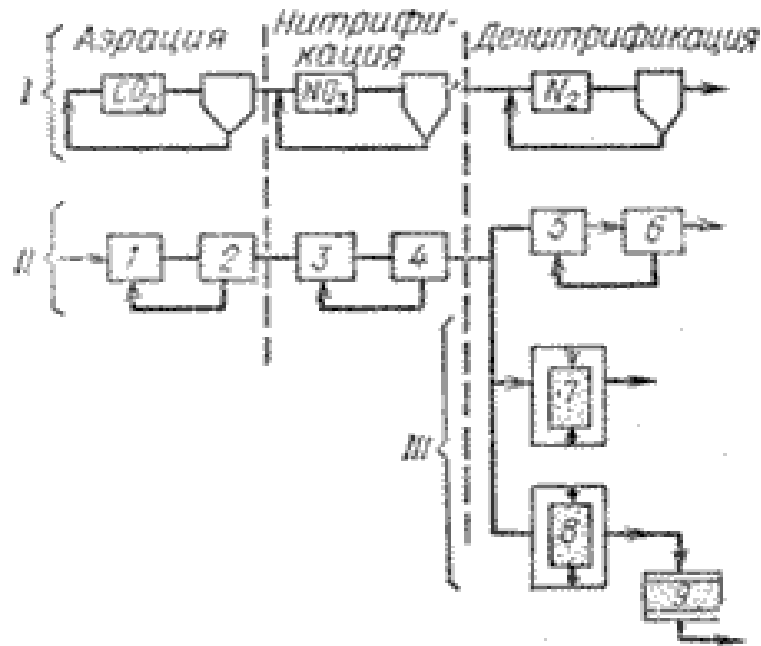 Аэрация
Нитрифи-
кация
Денитрификация
I
CO2
NO3
N2
II
1
2
3
4
5
6
III
7
8
9